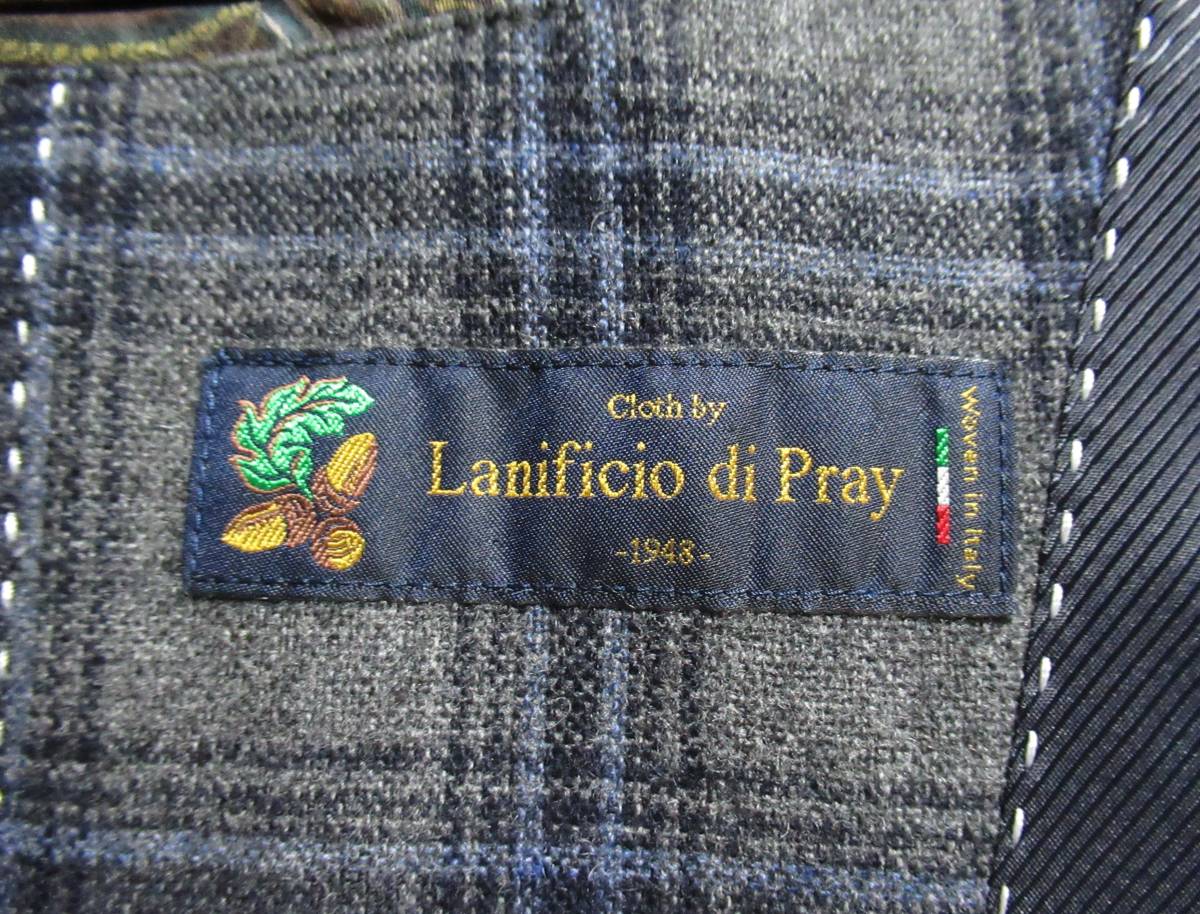 Cloth by
Lanificio di Pray
-1948-
Woven in Italy